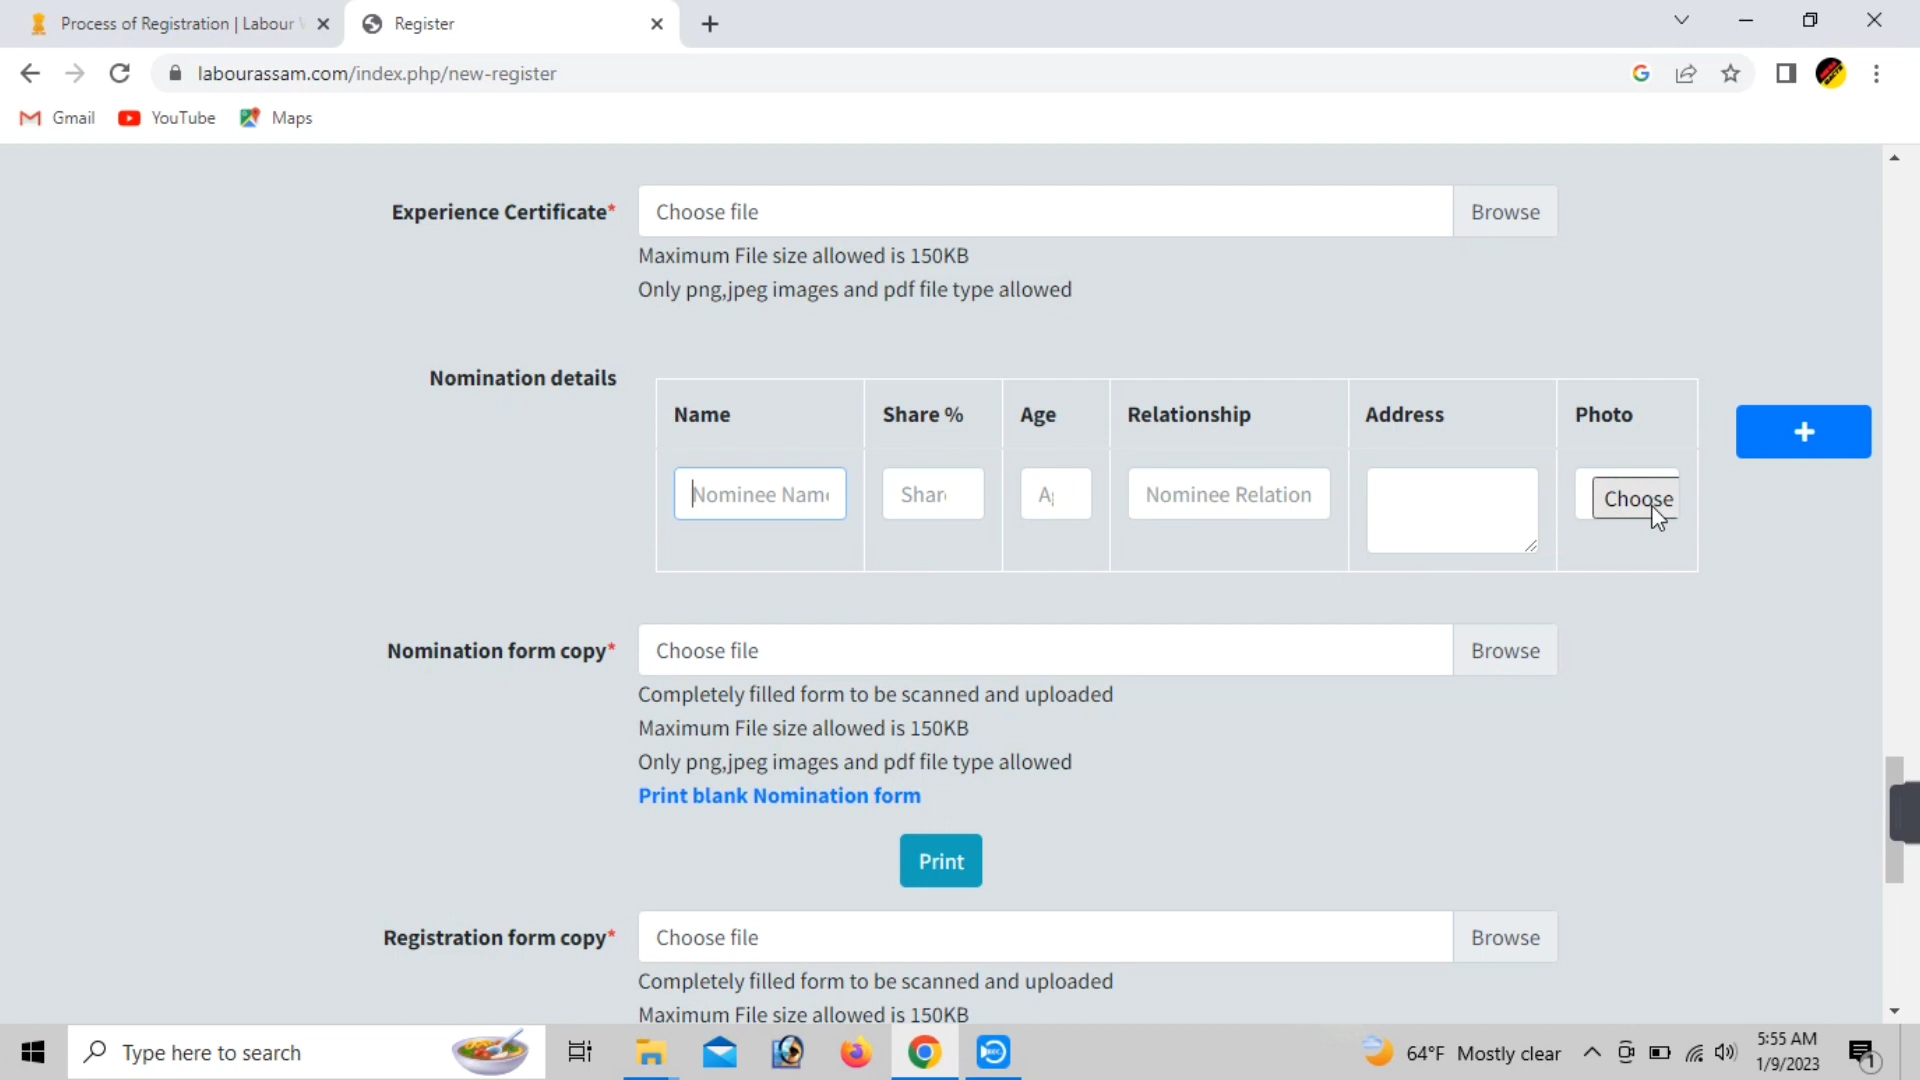 Process of Registration | Labour
Register
labourassam.com/index.php/new-register
Gmail
YouTube
Maps
Experience Certificate*
Choose file
Browse
Maximum File size allowed is 150KB
Only png,jpeg images and pdf file type allowed
Nomination details
Name
Share %
Age
Relationship
Address
Photo
+
Nominee Name
Share
Nominee Relation
Choose
Nomination form copy*
Choose file
Browse
Completely filled form to be scanned and uploaded
Maximum File size allowed is 150KB
Only png,jpeg images and pdf file type allowed
Print blank Nomination form
Print
Registration form copy*
Choose file
Browse
Completely filled form to be scanned and uploaded
Maximum File size allowed is 150KB
Type here to search
64°F Mostly clear
5:55 AM
1/9/2023
1